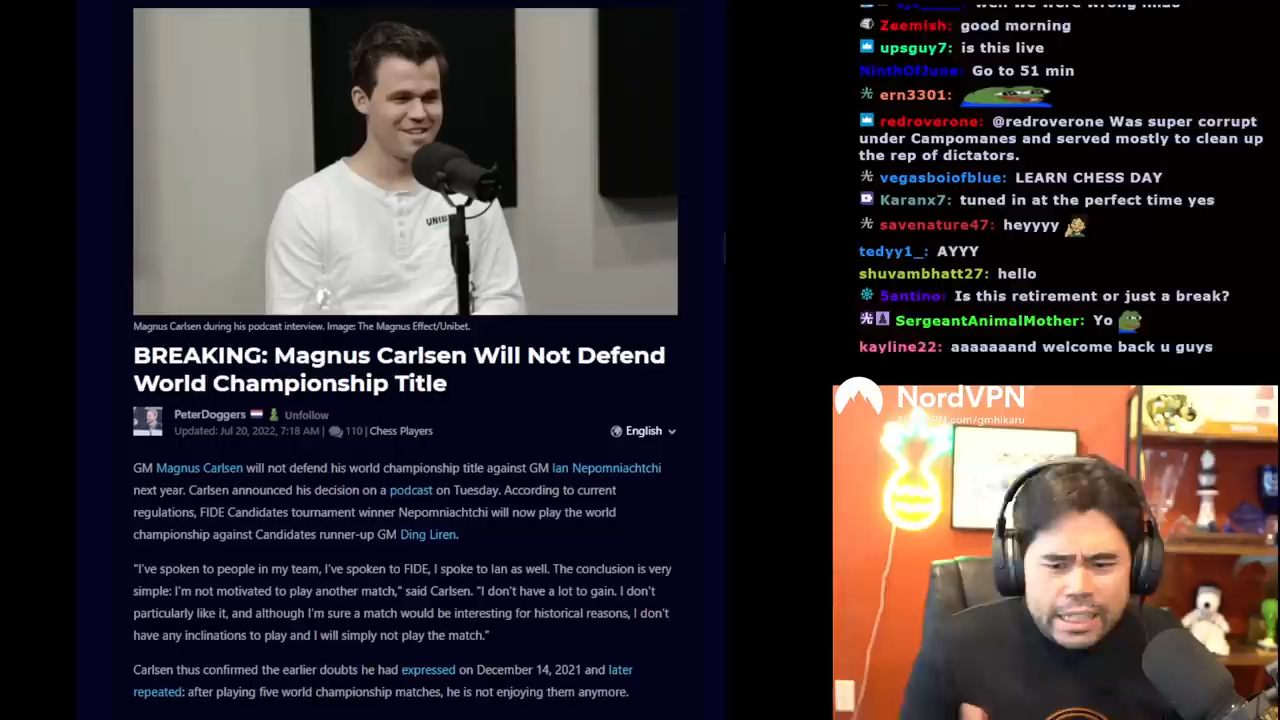 UNIB
Magnus Carlsen during his podcast interview. Image: The Magnus Effect/Unibet.
BREAKING: Magnus Carlsen Will Not Defend
World Championship Title
PeterDoggers Unfollow
Updated: Jul 20, 2022, 7:18 AM | 110 | Chess Players
English
GM Magnus Carlsen will not defend his world championship title against GM Ian Nepomniachtchi
next year. Carlsen announced his decision on a podcast on Tuesday. According to current
regulations, FIDE Candidates tournament winner Nepomniachtchi will now play the world
championship against Candidates runner-up GM Ding Liren.
"I've spoken to people in my team, I've spoken to FIDE, I spoke to Ian as well. The conclusion is very
simple: I'm not motivated to play another match," said Carlsen. "I don't have a lot to gain. I don't
particularly like it, and although I'm sure a match would be interesting for historical reasons, I don't
have any inclinations to play and I will simply not play the match."
Carlsen thus confirmed the earlier doubts he had expressed on December 14, 2021 and later
repeated: after playing five world championship matches, he is not enjoying them anymore.
Zeemish: good morning
upsguy7: is this live
NinthOfJune: Go to 51 min
ern3301:
redroverone: @redroverone Was super corrupt
under Campomanes and served mostly to clean up
the rep of dictators.
vegasboiofblue: LEARN CHESS DAY
Karanx7: tuned in at the perfect time yes
savenature47: heyyyy
tedyy1_: AYYY
shuvambhatt27: hello
5antino: Is this retirement or just a break?
SergeantAnimalMother: Yo
kayline22: aaaaaaand welcome back u guys
NordVPN
.com/gmhikaru